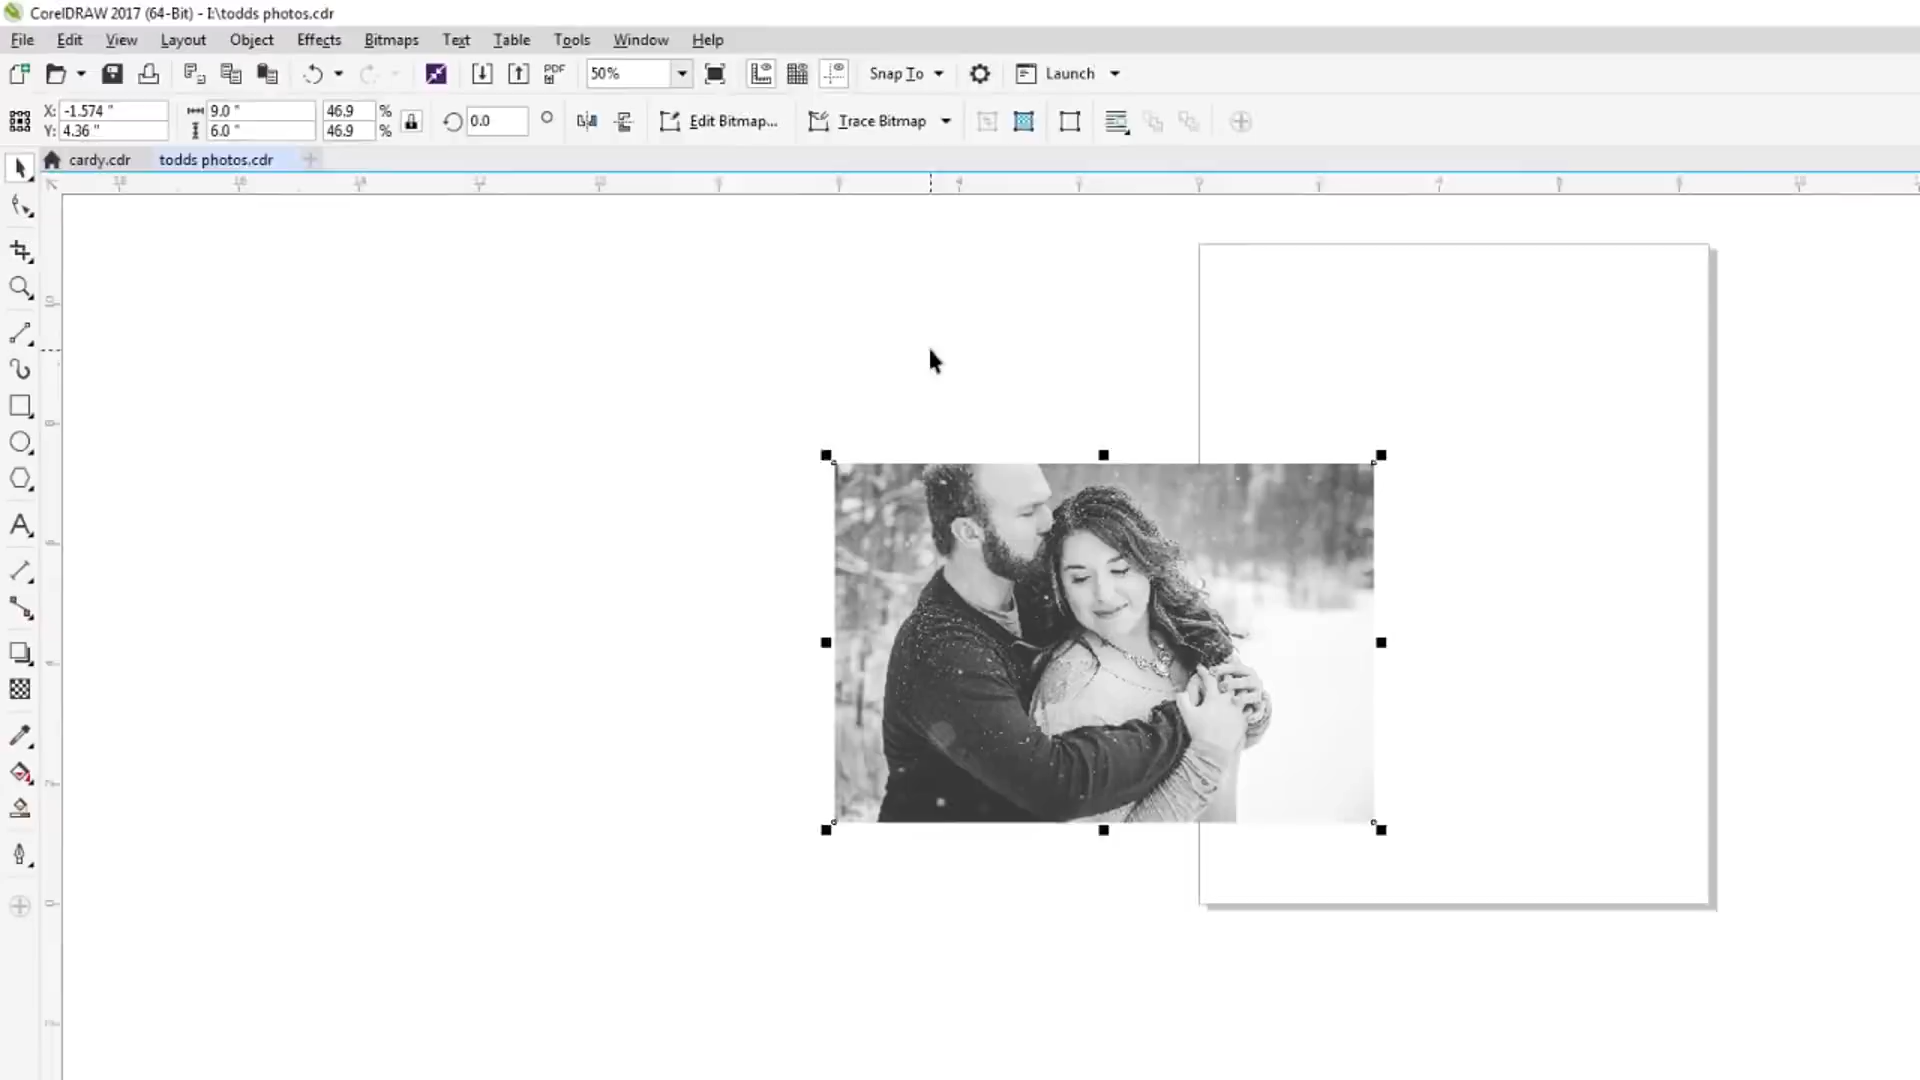 CorelDRAW 2017 (64-Bit) - I:\todds photos.cdr
File Edit View Layout Object Effects Bitmaps Text Table Tools Window Help
PDF 50% Snap To Launch
X: -1.574 " 9.0 " 46.9 %
Y: 4.36 " 6.0 " 46.9 %
0.0 Edit Bitmap... Trace Bitmap
cardy.cdr todds photos.cdr